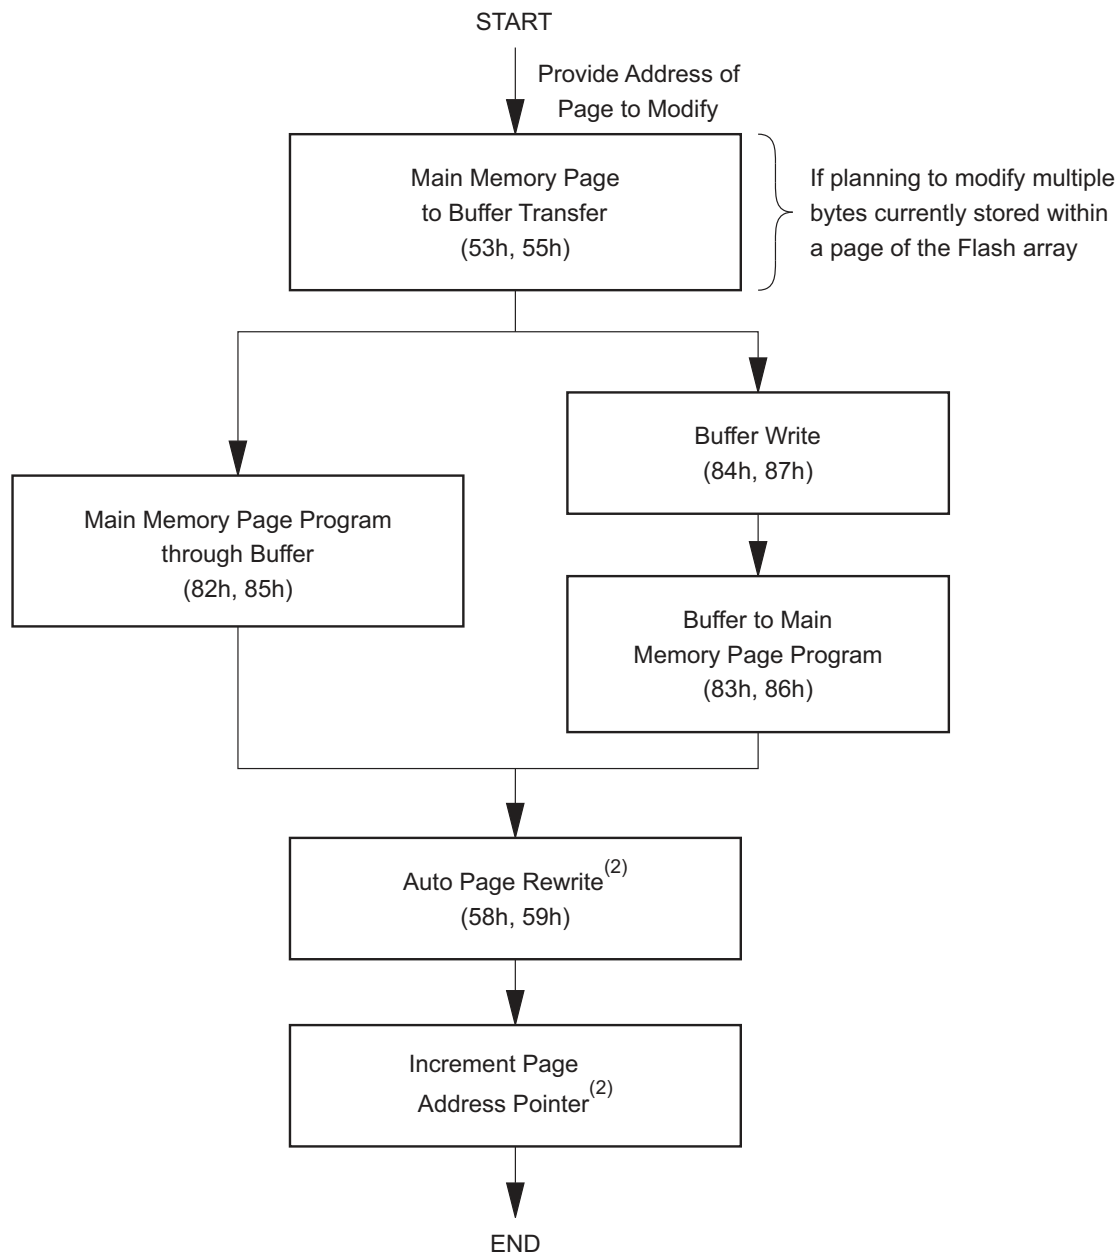 START
Provide Address of
Page to Modify
Main Memory Page
to Buffer Transfer
(53h, 55h)
If planning to modify multiple
bytes currently stored within
a page of the Flash array
Buffer Write
(84h, 87h)
Main Memory Page Program
through Buffer
(82h, 85h)
Buffer to Main
Memory Page Program
(83h, 86h)
Auto Page Rewrite(2)
(58h, 59h)
Increment Page
Address Pointer(2)
END